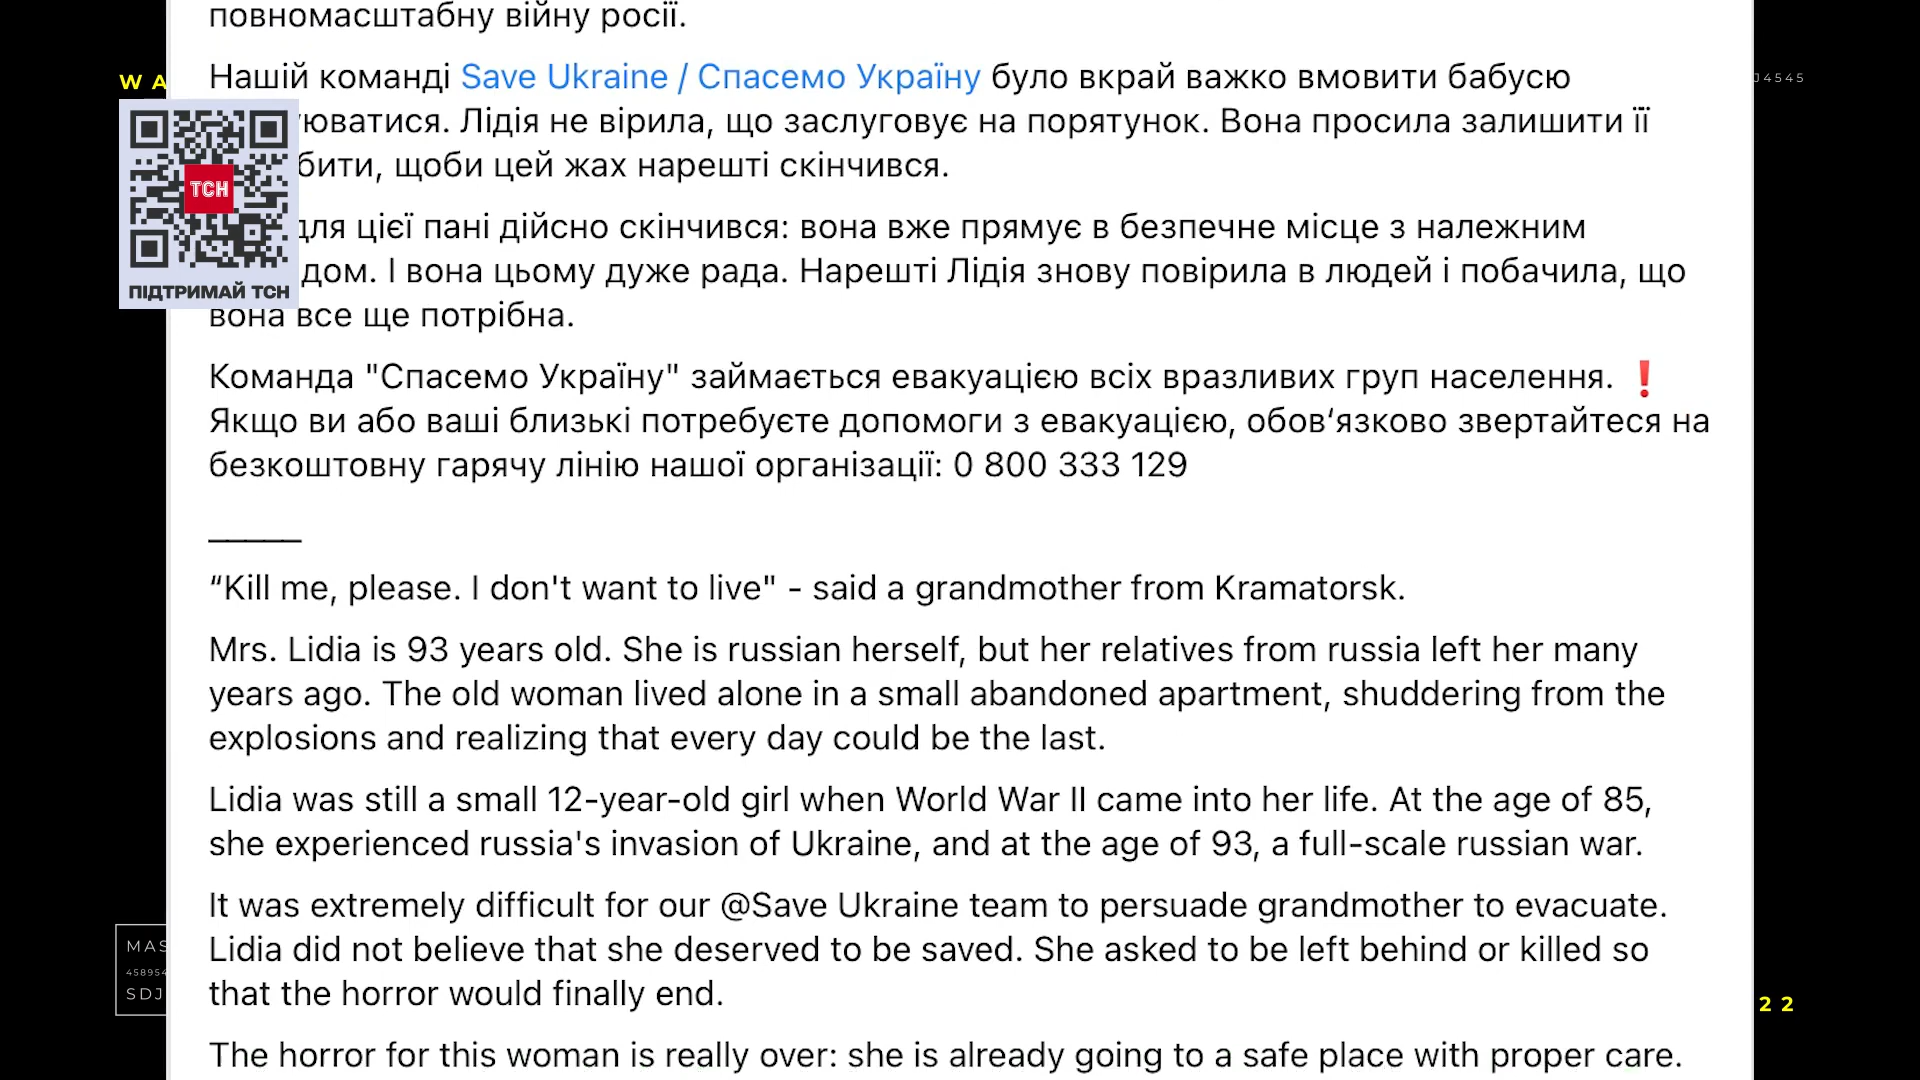 повномасштабну війну росії.
Нашій команді Save Ukraine / Спасемо Україну було вкрай важко вмовити бабусю
юватися. Лідія не вірила, що заслуговує на порятунок. Вона просила залишити її
бити, щоби цей жах нарешті скінчився.
для цієї пані дійсно скінчився: вона вже прямує в безпечне місце з належним
дом. І вона цьому дуже рада. Нарешті Лідія знову повірила в людей і побачила, що
вона все ще потрібна.
Команда "Спасемо Україну" займається евакуацією всіх вразливих груп населення. ❗
Якщо ви або ваші близькі потребуєте допомоги з евакуацією, обов‘язково звертайтеся на
безкоштовну гарячу лінію нашої організації: 0 800 333 129
_____
“Kill me, please. I don't want to live" - said a grandmother from Kramatorsk.
Mrs. Lidia is 93 years old. She is russian herself, but her relatives from russia left her many
years ago. The old woman lived alone in a small abandoned apartment, shuddering from the
explosions and realizing that every day could be the last.
Lidia was still a small 12-year-old girl when World War II came into her life. At the age of 85,
she experienced russia's invasion of Ukraine, and at the age of 93, a full-scale russian war.
It was extremely difficult for our @Save Ukraine team to persuade grandmother to evacuate.
Lidia did not believe that she deserved to be saved. She asked to be left behind or killed so
that the horror would finally end.
The horror for this woman is really over: she is already going to a safe place with proper care.
WA
ТСН
ПІДТРИМАЙ ТСН
J4545
MAS
458954
SDJ
22